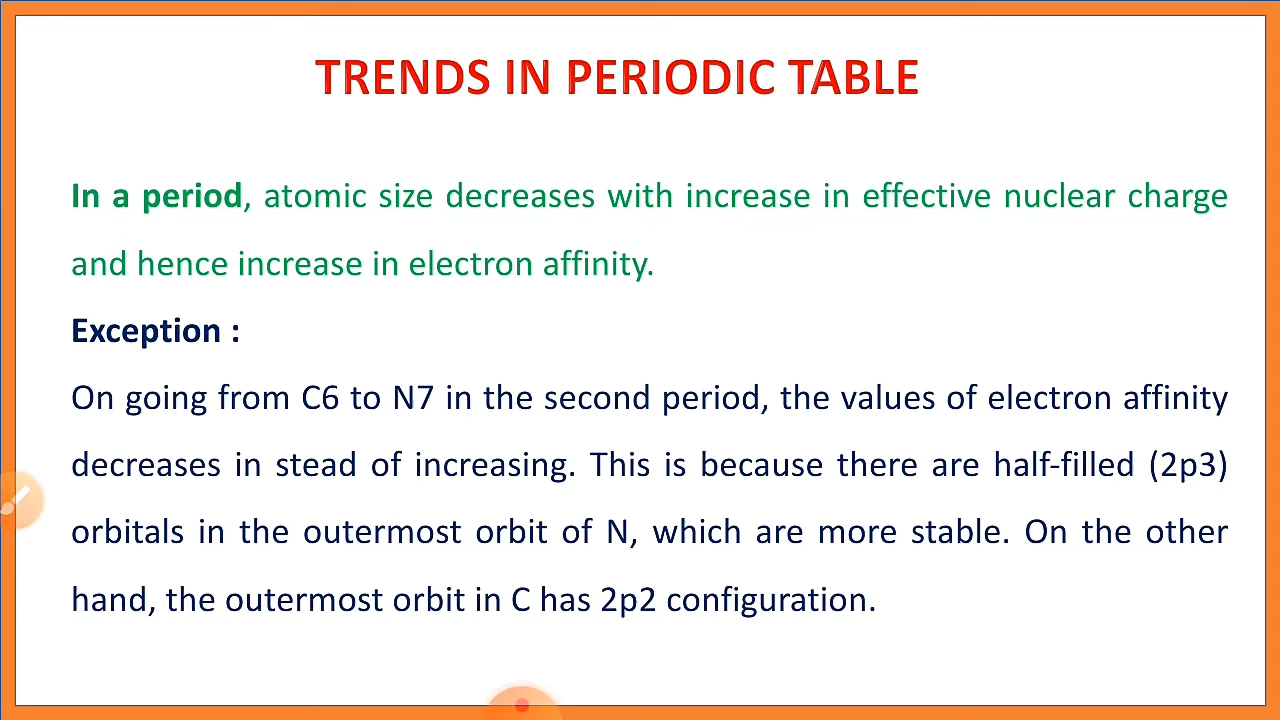 TRENDS IN PERIODIC TABLE
In a period, atomic size decreases with increase in effective nuclear charge
and hence increase in electron affinity.
Exception :
On going from C6 to N7 in the second period, the values of electron affinity
decreases in stead of increasing. This is because there are half-filled (2p3)
orbitals in the outermost orbit of N, which are more stable. On the other
hand, the outermost orbit in C has 2p2 configuration.